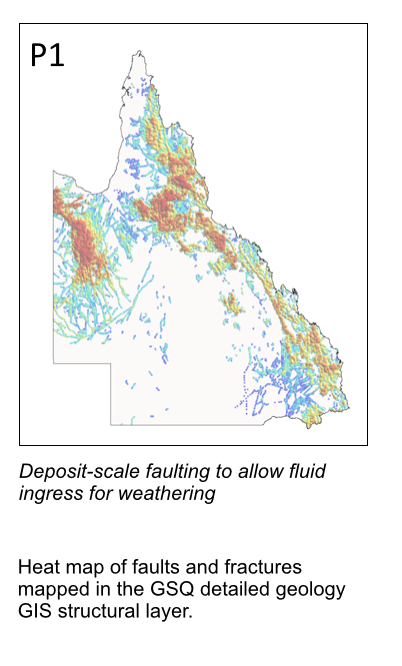 P1
Deposit-scale faulting to allow fluid
ingress for weathering
Heat map of faults and fractures
mapped in the GSQ detailed geology
GIS structural layer.